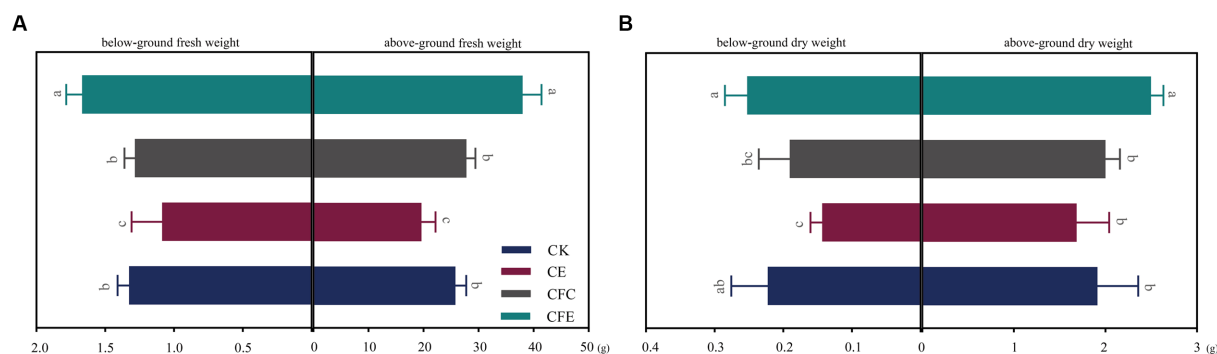 A
below-ground fresh weight
above-ground fresh weight
a
a
b
b
c
c
b
b
CK
CE
CFC
CFE
2.0 1.5 1.0 0.5 0 10 20 30 40 50 (g)
B
below-ground dry weight
above-ground dry weight
a
a
bc
b
c
b
ab
b
0.4 0.3 0.2 0.1 0 1 2 3 (g)